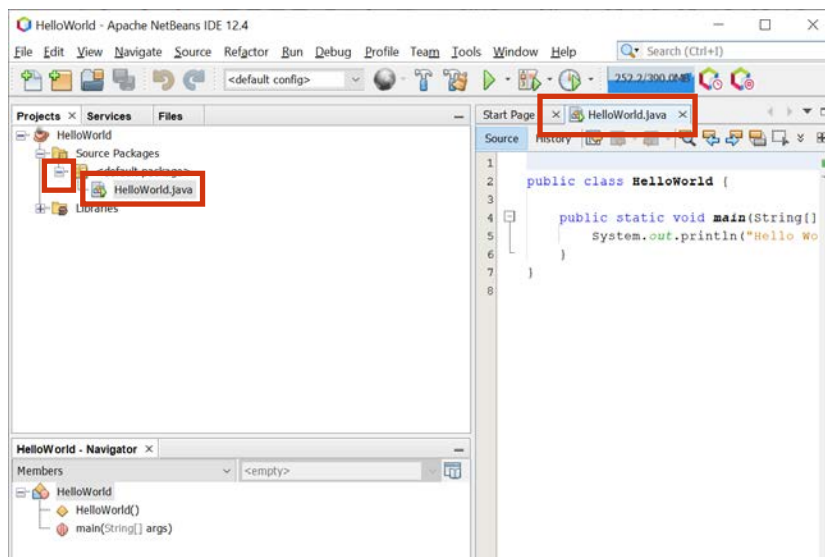 HelloWorld - Apache NetBeans IDE 12.4
File Edit View Navigate Source Refactor Run Debug Profile Team Tools Window Help Search (Ctrl+I)
<default config> 252.2/390.0MB
Projects Services Files
HelloWorld
Source Packages
<default package>
HelloWorld.java
Libraries
Start Page HelloWorld.java
Source History
1
2 public class HelloWorld {
3
4 public static void main(String[]
5 System.out.println("Hello Wo
6 }
7 }
8
HelloWorld - Navigator
Members <empty>
HelloWorld
HelloWorld()
main(String[] args)